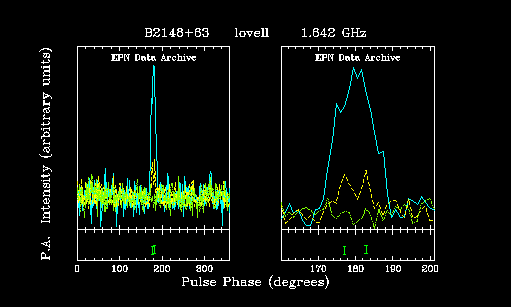 B2148+63 lovell 1.642 GHz
EPN Data Archive EPN Data Archive
Intensity (arbitrary units)
P.A.
0 100 200 300 170 180 190 200
Pulse Phase (degrees)